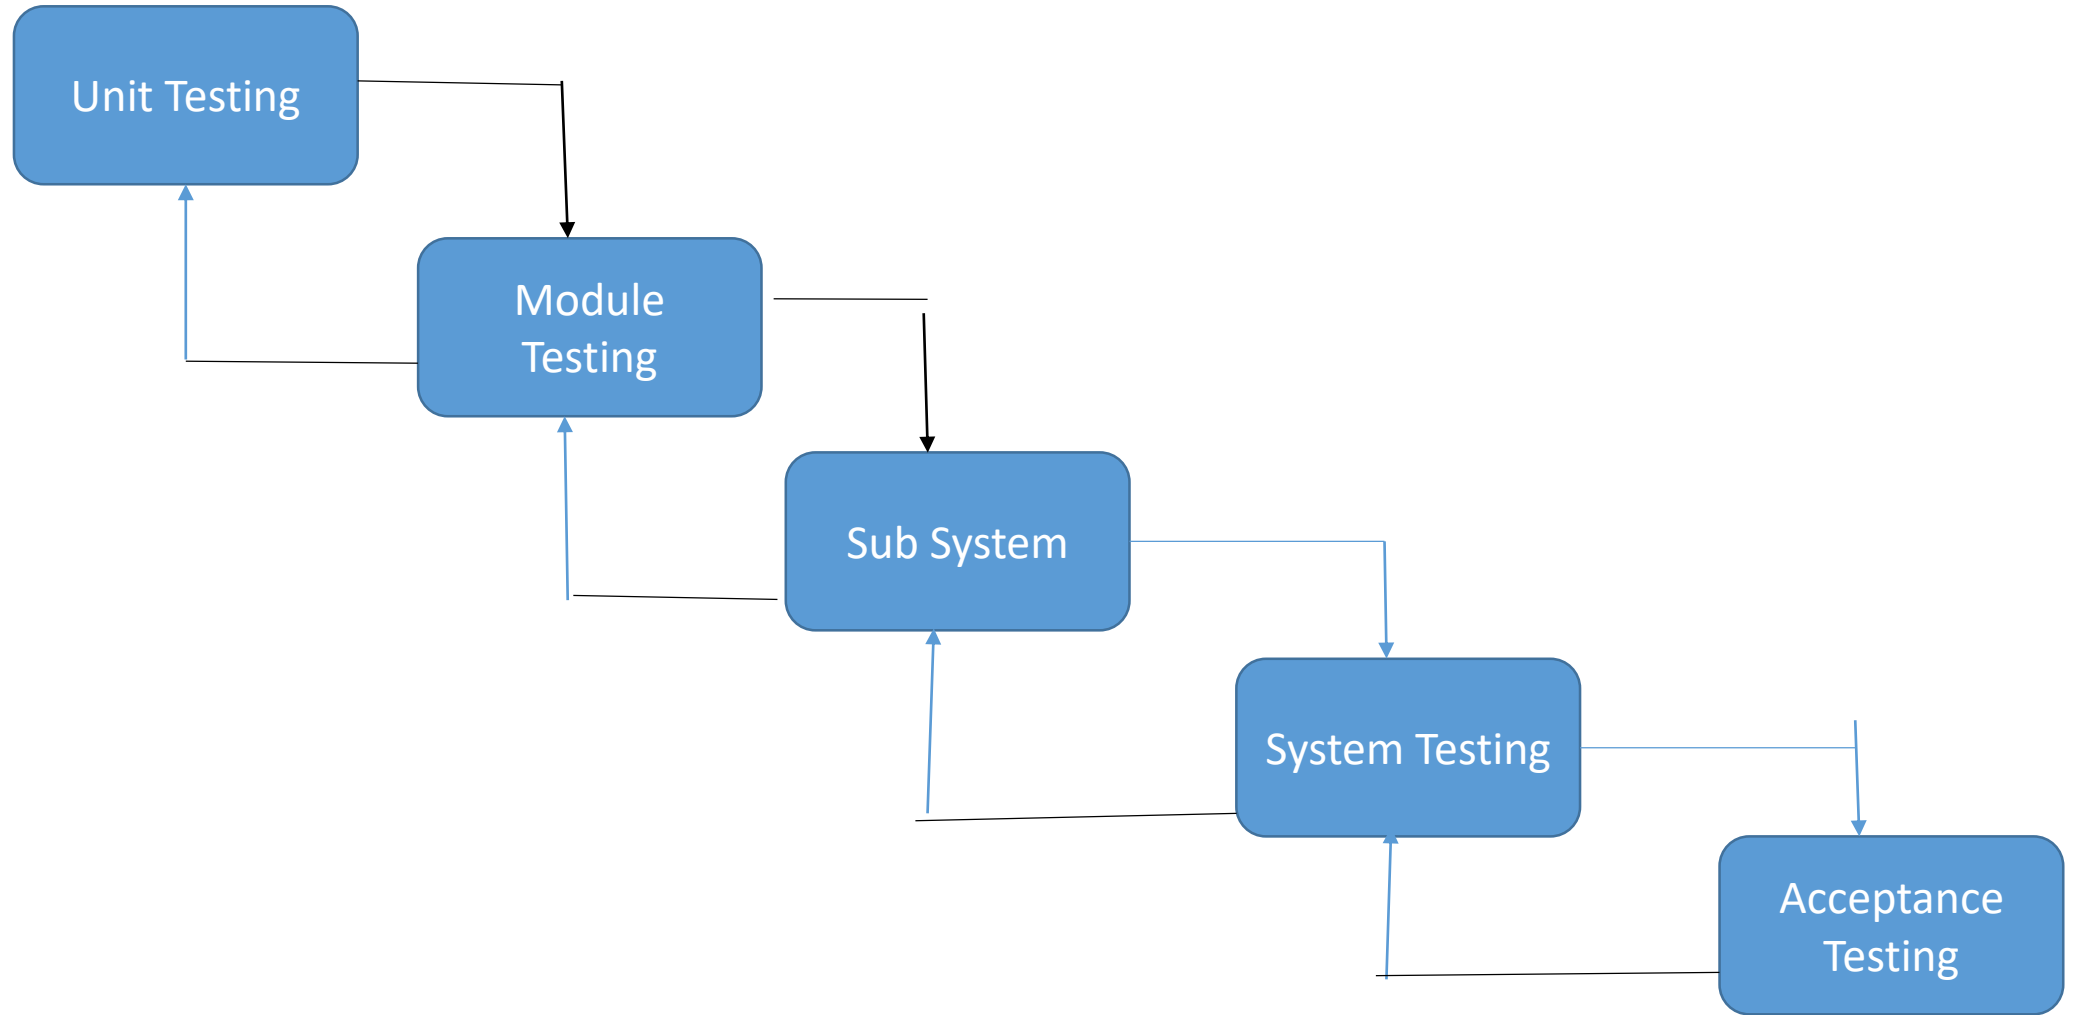 Unit Testing
Module
Testing
Sub System
System Testing
Acceptance
Testing